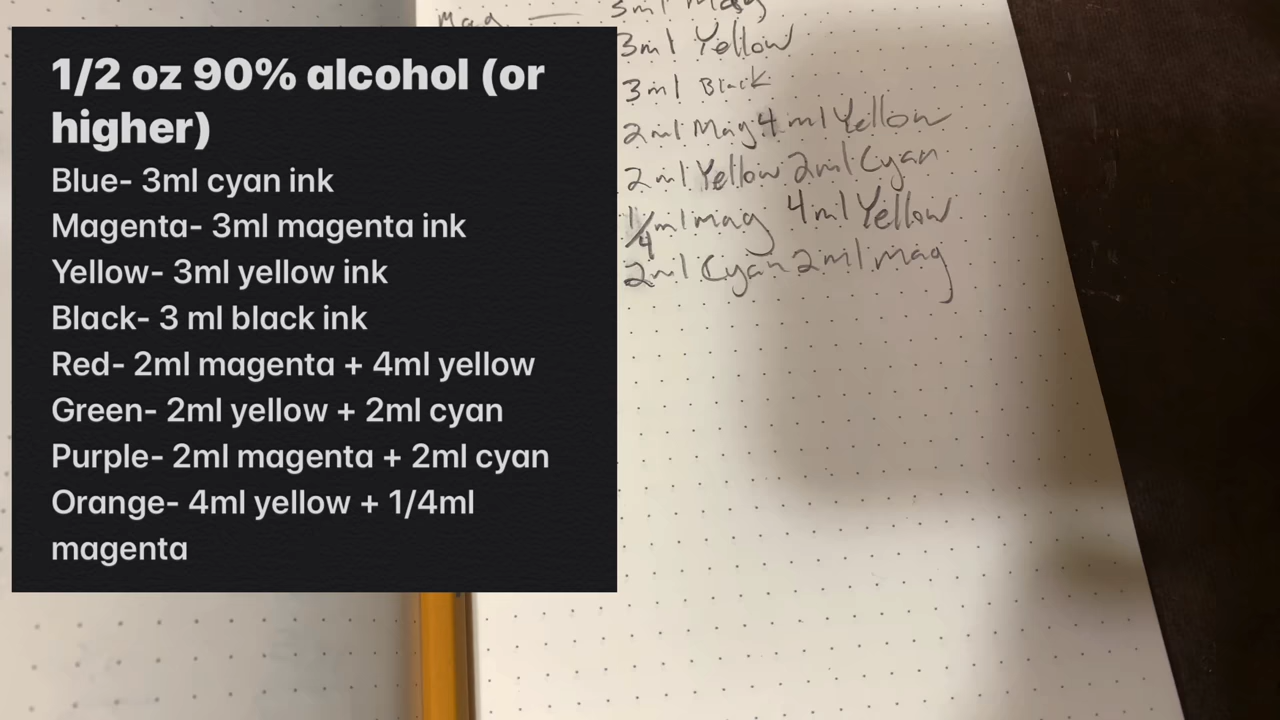 1/2 oz 90% alcohol (or
higher)
Blue- 3ml cyan ink
Magenta- 3ml magenta ink
Yellow- 3ml yellow ink
Black- 3 ml black ink
Red- 2ml magenta + 4ml yellow
Green- 2ml yellow + 2ml cyan
Purple- 2ml magenta + 2ml cyan
Orange- 4ml yellow + 1/4ml
magenta
Mag — 3ml Mag
3ml Yellow
3ml Black
2ml Mag 4ml Yellow
2ml Yellow 2ml Cyan
1/4ml mag 4ml Yellow
2ml Cyan 2ml mag